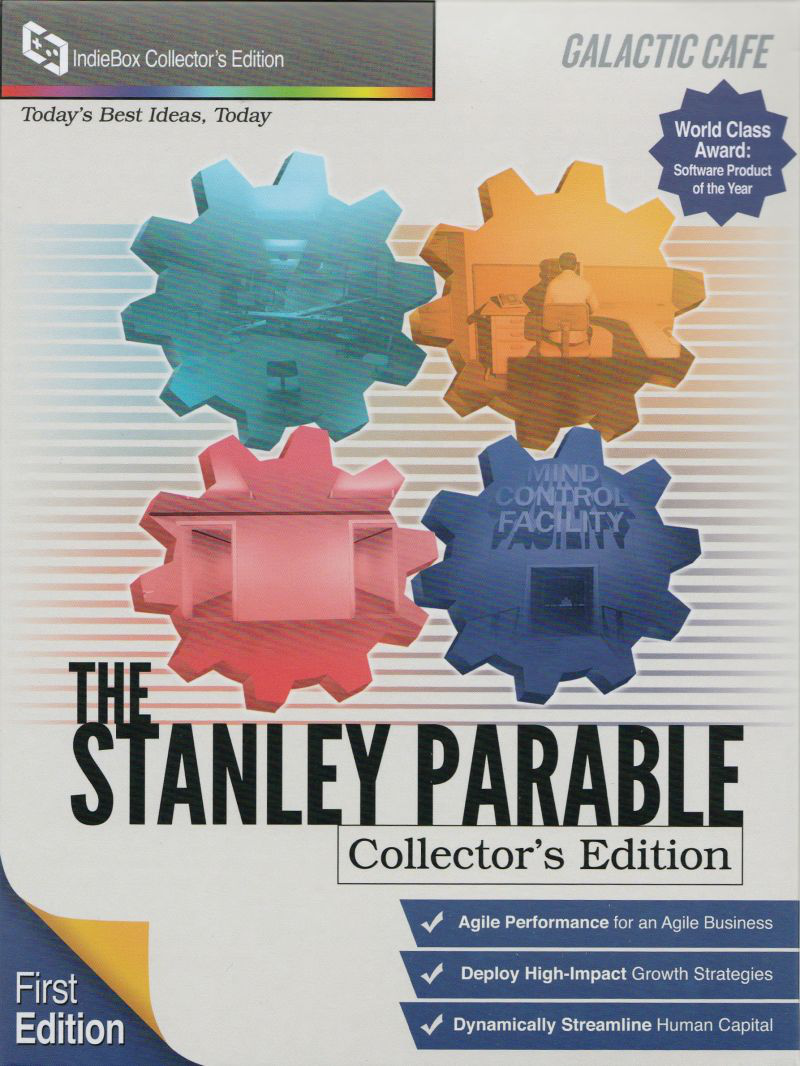 IndieBox Collector's Edition
GALACTIC CAFE
Today's Best Ideas, Today
World Class
Award:
Software Product
of the Year
MIND
CONTROL
FACILITY
THE
STANLEY PARABLE
Collector's Edition
Agile Performance for an Agile Business
Deploy High-Impact Growth Strategies
Dynamically Streamline Human Capital
First
Edition